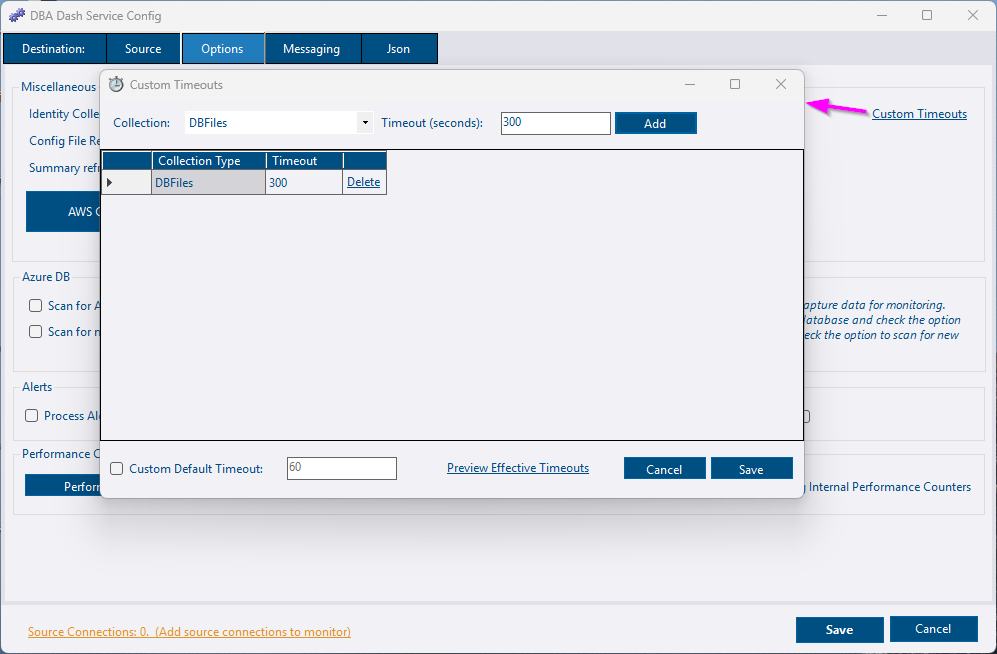 DBA Dash Service Config
Destination: Source Options Messaging Json
Miscellaneous
Custom Timeouts
Identity Colle
Custom Timeouts
Collection: DBFiles Timeout (seconds): 300 Add
Config File Re
Collection Type Timeout
Summary refr
DBFiles 300 Delete
AWS C
Azure DB
Scan for A
apture data for monitoring.
latabase and check the option
Scan for n
eck the option to scan for new
Alerts
Process Ale
Performance C
Custom Default Timeout: 60 Preview Effective Timeouts Cancel Save
Perforr
Internal Performance Counters
Source Connections: 0. (Add source connections to monitor)
Save Cancel